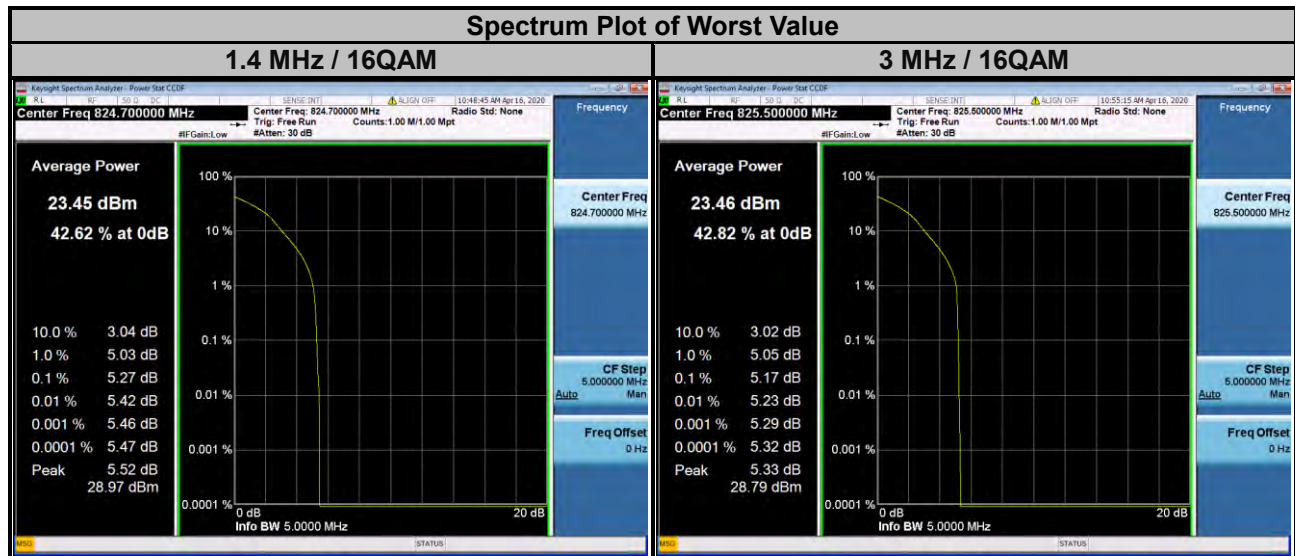 Spectrum Plot of Worst Value
1.4 MHz / 16QAM
3 MHz / 16QAM
Keysight Spectrum Analyzer - Power Stat CCDF
RL RF 50 Ω DC SENSE:INT ALIGN OFF 10:48:45 AM Apr 16, 2020
Center Freq 824.700000 MHz
Center Freq: 824.700000 MHz Radio Std: None
Trig: Free Run Counts:1.00 M/1.00 Mpt
#IFGain:Low #Atten: 30 dB
Frequency
Average Power
23.45 dBm
42.62 % at 0dB
10.0 % 3.04 dB
1.0 % 5.03 dB
0.1 % 5.27 dB
0.01 % 5.42 dB
0.001 % 5.46 dB
0.0001 % 5.47 dB
Peak 5.52 dB
28.97 dBm
100 %
10 %
1 %
0.1 %
0.01 %
0.001 %
0.0001 %
0 dB 20 dB
Info BW 5.0000 MHz
Center Freq
824.700000 MHz
CF Step
5.000000 MHz
Auto Man
Freq Offset
0 Hz
MSG STATUS
Keysight Spectrum Analyzer - Power Stat CCDF
RL RF 50 Ω DC SENSE:INT ALIGN OFF 10:55:15 AM Apr 16, 2020
Center Freq 825.500000 MHz
Center Freq: 825.500000 MHz Radio Std: None
Trig: Free Run Counts:1.00 M/1.00 Mpt
#IFGain:Low #Atten: 30 dB
Frequency
Average Power
23.46 dBm
42.82 % at 0dB
10.0 % 3.02 dB
1.0 % 5.05 dB
0.1 % 5.17 dB
0.01 % 5.23 dB
0.001 % 5.29 dB
0.0001 % 5.32 dB
Peak 5.33 dB
28.79 dBm
100 %
10 %
1 %
0.1 %
0.01 %
0.001 %
0.0001 %
0 dB 20 dB
Info BW 5.0000 MHz
Center Freq
825.500000 MHz
CF Step
5.000000 MHz
Auto Man
Freq Offset
0 Hz
MSG STATUS